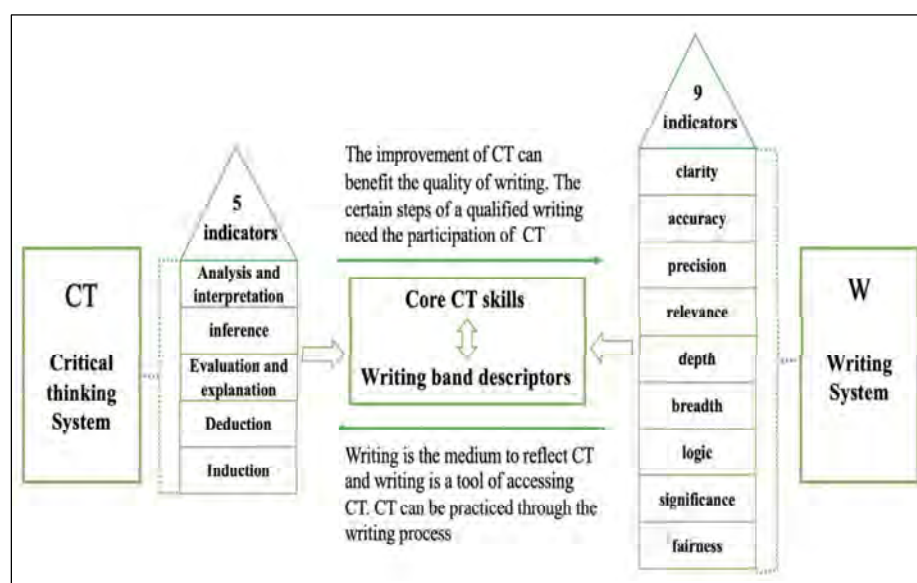 CT
Critical
thinking
System
5
indicators
Analysis and
interpretation
inference
Evaluation and
explanation
Deduction
Induction
The improvement of CT can
benefit the quality of writing. The
certain steps of a qualified writing
need the participation of CT
Core CT skills
Writing band descriptors
Writing is the medium to reflect CT
and writing is a tool of accessing
CT. CT can be practiced through the
writing process
9
indicators
clarity
accuracy
precision
relevance
depth
breadth
logic
significance
fairness
W
Writing
System